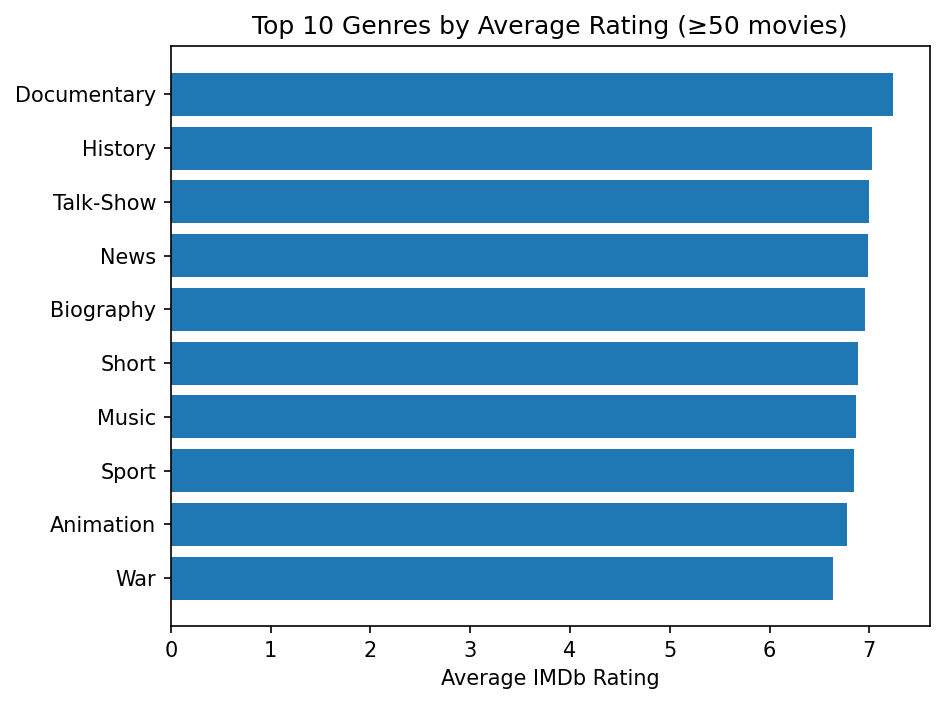 Top 10 Genres by Average Rating (≥50 movies)
Documentary
History
Talk-Show
News
Biography
Short
Music
Sport
Animation
War
0 1 2 3 4 5 6 7
Average IMDb Rating